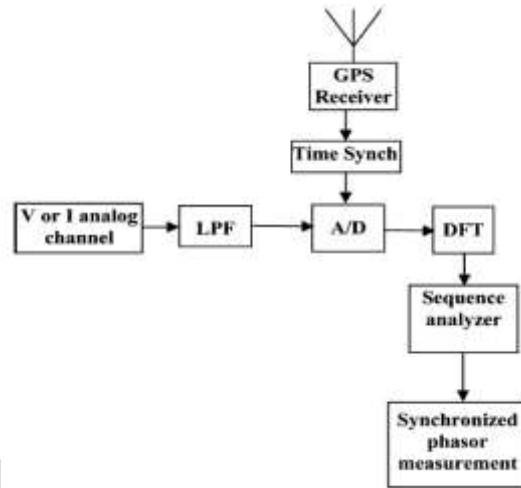 GPS
Receiver
Time Synch
V or I analog
channel
LPF
A/D
DFT
Sequence
analyzer
Synchronized
phasor
measurement